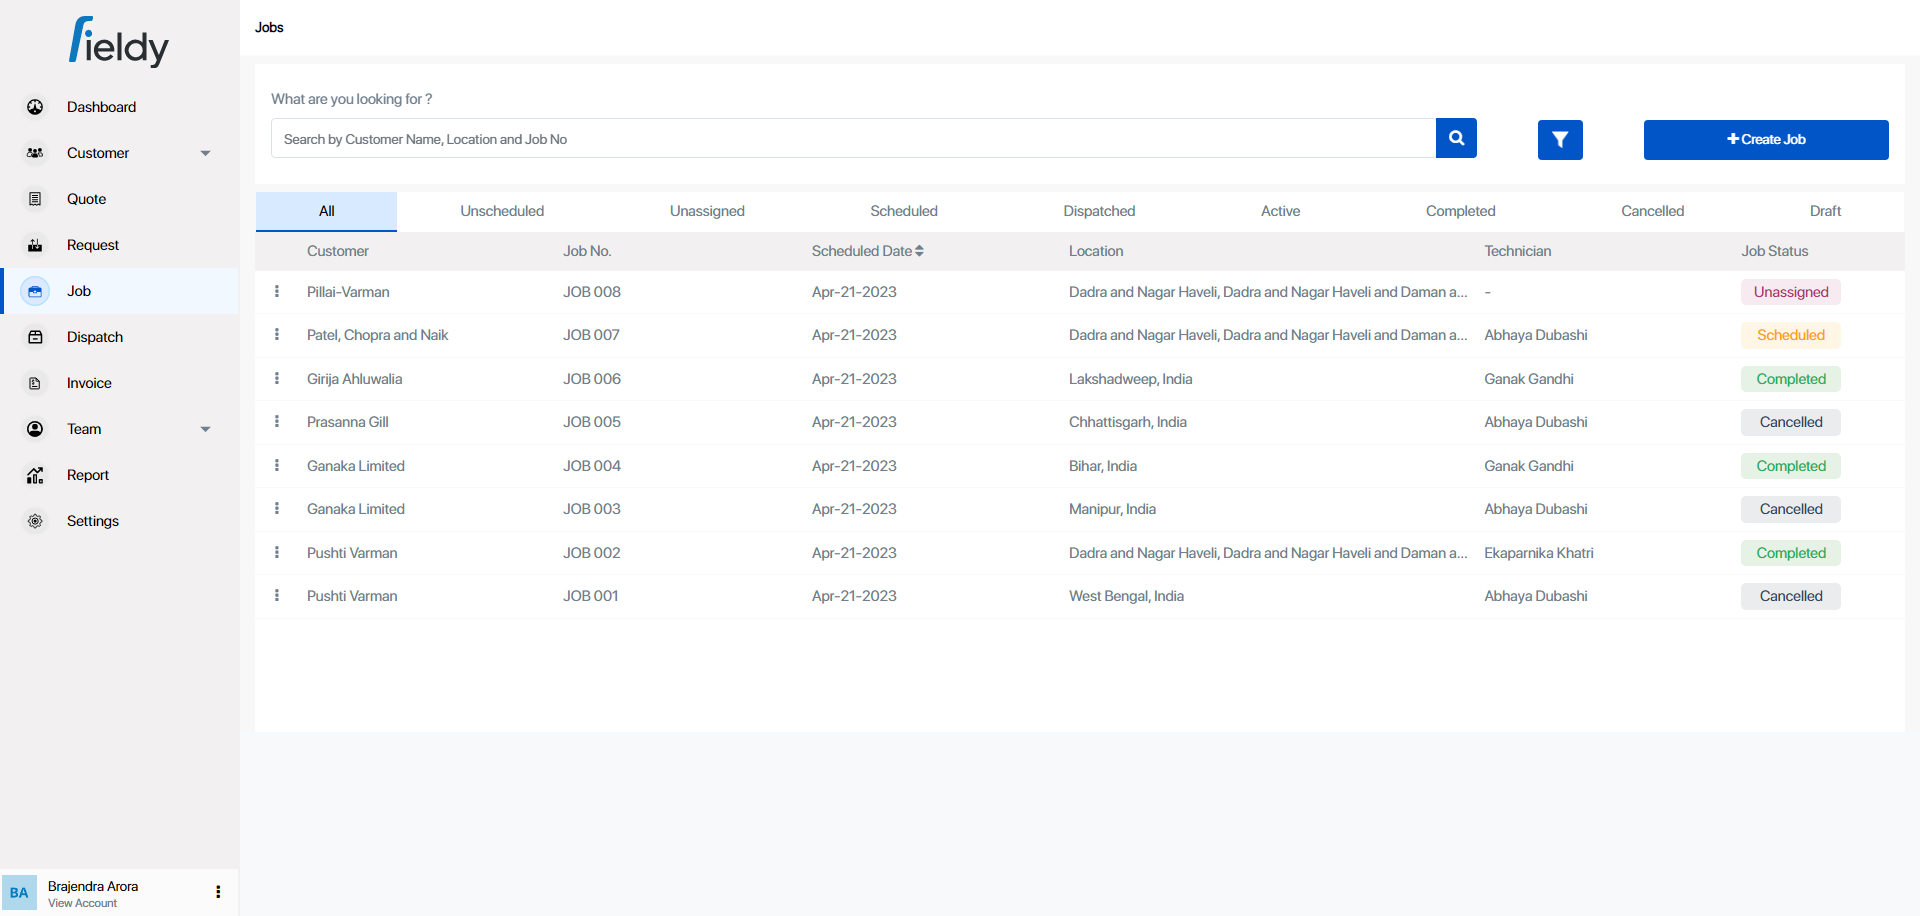 fieldy
Dashboard
Customer
Quote
Request
Job
Dispatch
Invoice
Team
Report
Settings
BA
Brajendra Arora
View Account
Jobs
What are you looking for ?
Search by Customer Name, Location and Job No
Create Job
All Unscheduled Unassigned Scheduled Dispatched Active Completed Cancelled Draft
Customer Job No. Scheduled Date Location Technician Job Status
Pillai-Varman JOB 008 Apr-21-2023 Dadra and Nagar Haveli, Dadra and Nagar Haveli and Daman a... - Unassigned
Patel, Chopra and Naik JOB 007 Apr-21-2023 Dadra and Nagar Haveli, Dadra and Nagar Haveli and Daman a... Abhaya Dubashi Scheduled
Girija Ahluwalia JOB 006 Apr-21-2023 Lakshadweep, India Ganak Gandhi Completed
Prasanna Gill JOB 005 Apr-21-2023 Chhattisgarh, India Abhaya Dubashi Cancelled
Ganaka Limited JOB 004 Apr-21-2023 Bihar, India Ganak Gandhi Completed
Ganaka Limited JOB 003 Apr-21-2023 Manipur, India Abhaya Dubashi Cancelled
Pushti Varman JOB 002 Apr-21-2023 Dadra and Nagar Haveli, Dadra and Nagar Haveli and Daman a... Ekaparnika Khatri Completed
Pushti Varman JOB 001 Apr-21-2023 West Bengal, India Abhaya Dubashi Cancelled